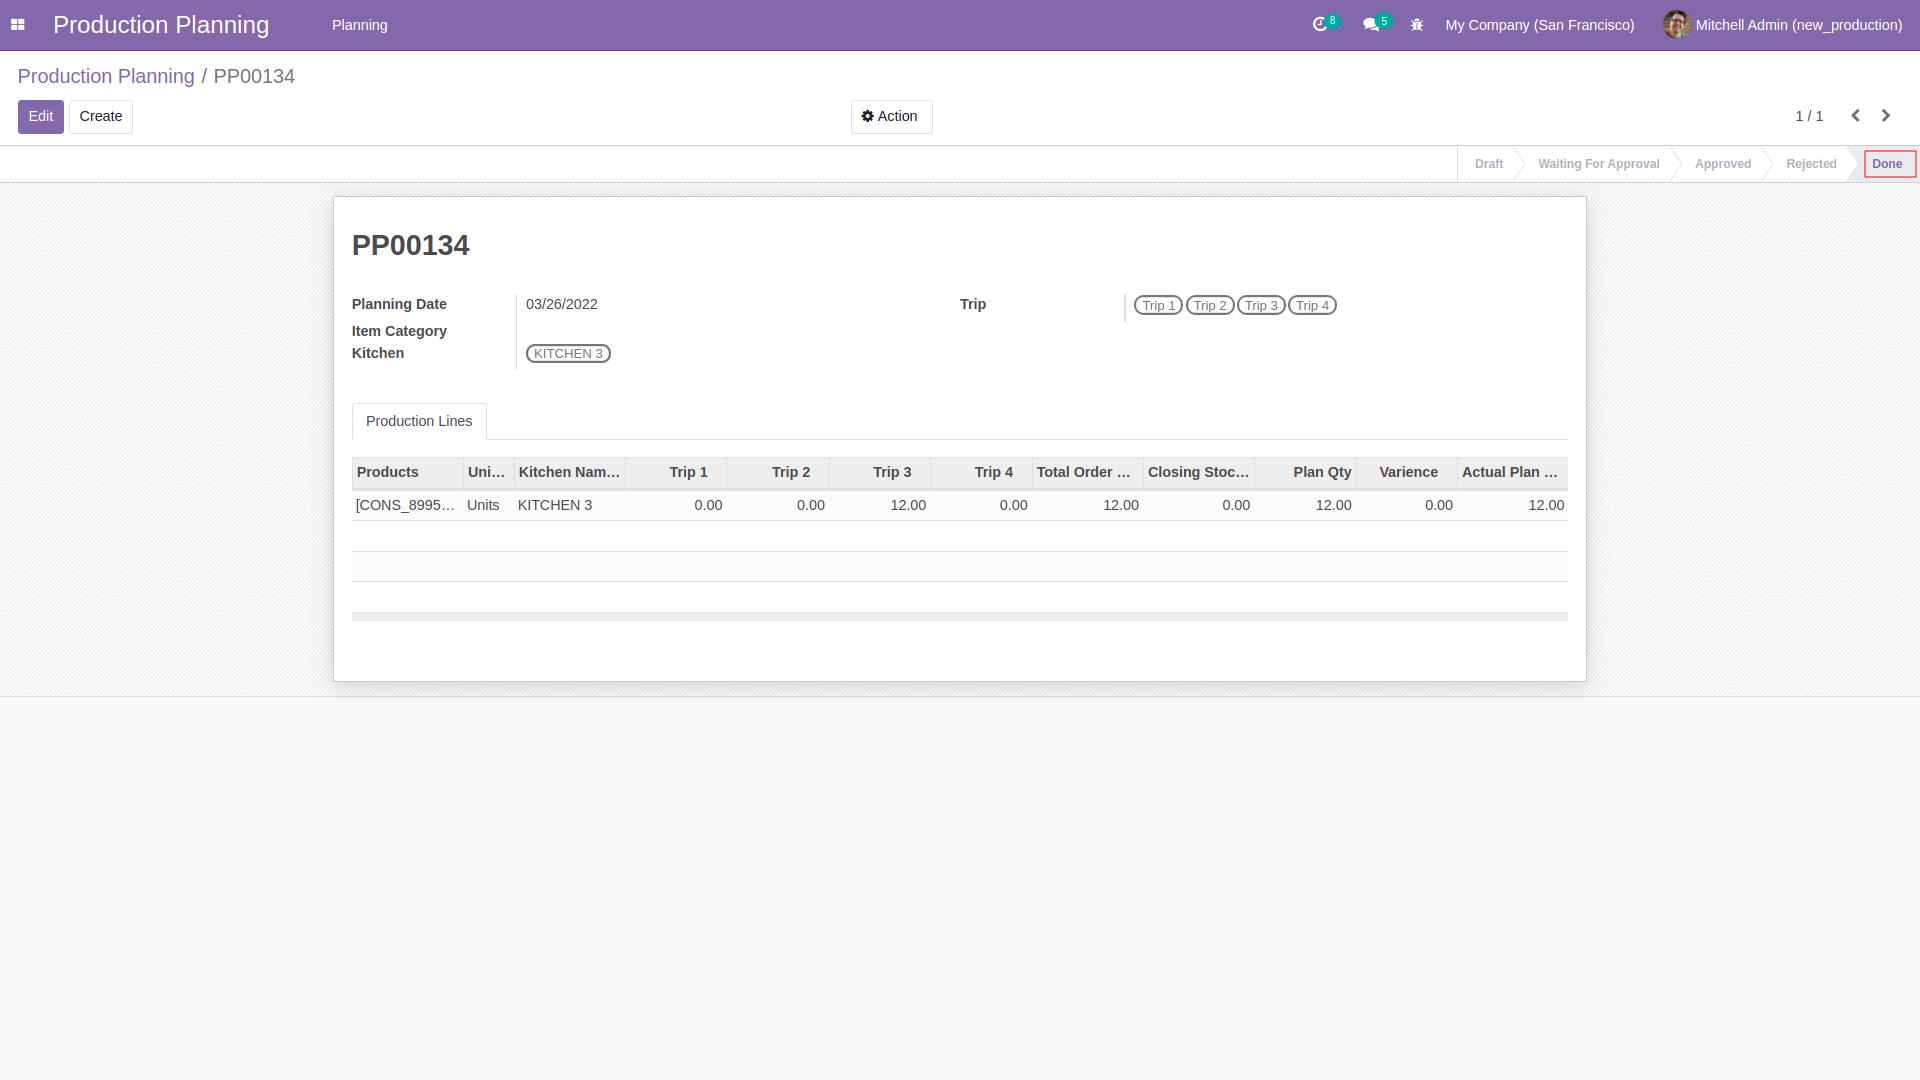 Production Planning Planning 8 5 My Company (San Francisco) Mitchell Admin (new_production)
Production Planning / PP00134
Edit Create Action 1 / 1
Draft Waiting For Approval Approved Rejected Done
PP00134
Planning Date 03/26/2022 Trip Trip 1 Trip 2 Trip 3 Trip 4
Item Category
Kitchen KITCHEN 3
Production Lines
Products Uni... Kitchen Nam... Trip 1 Trip 2 Trip 3 Trip 4 Total Order ... Closing Stoc... Plan Qty Varience Actual Plan ...
[CONS_8995... Units KITCHEN 3 0.00 0.00 12.00 0.00 12.00 0.00 12.00 0.00 12.00